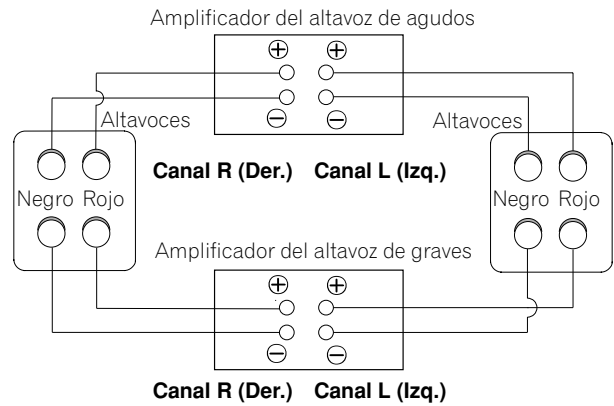 Amplificador del altavoz de agudos
⊕ ⊕
⊖ ⊖
Altavoces
Altavoces
Canal R (Der.) Canal L (Izq.)
Negro Rojo
Negro Rojo
Amplificador del altavoz de graves
⊕ ⊕
⊖ ⊖
Canal R (Der.) Canal L (Izq.)